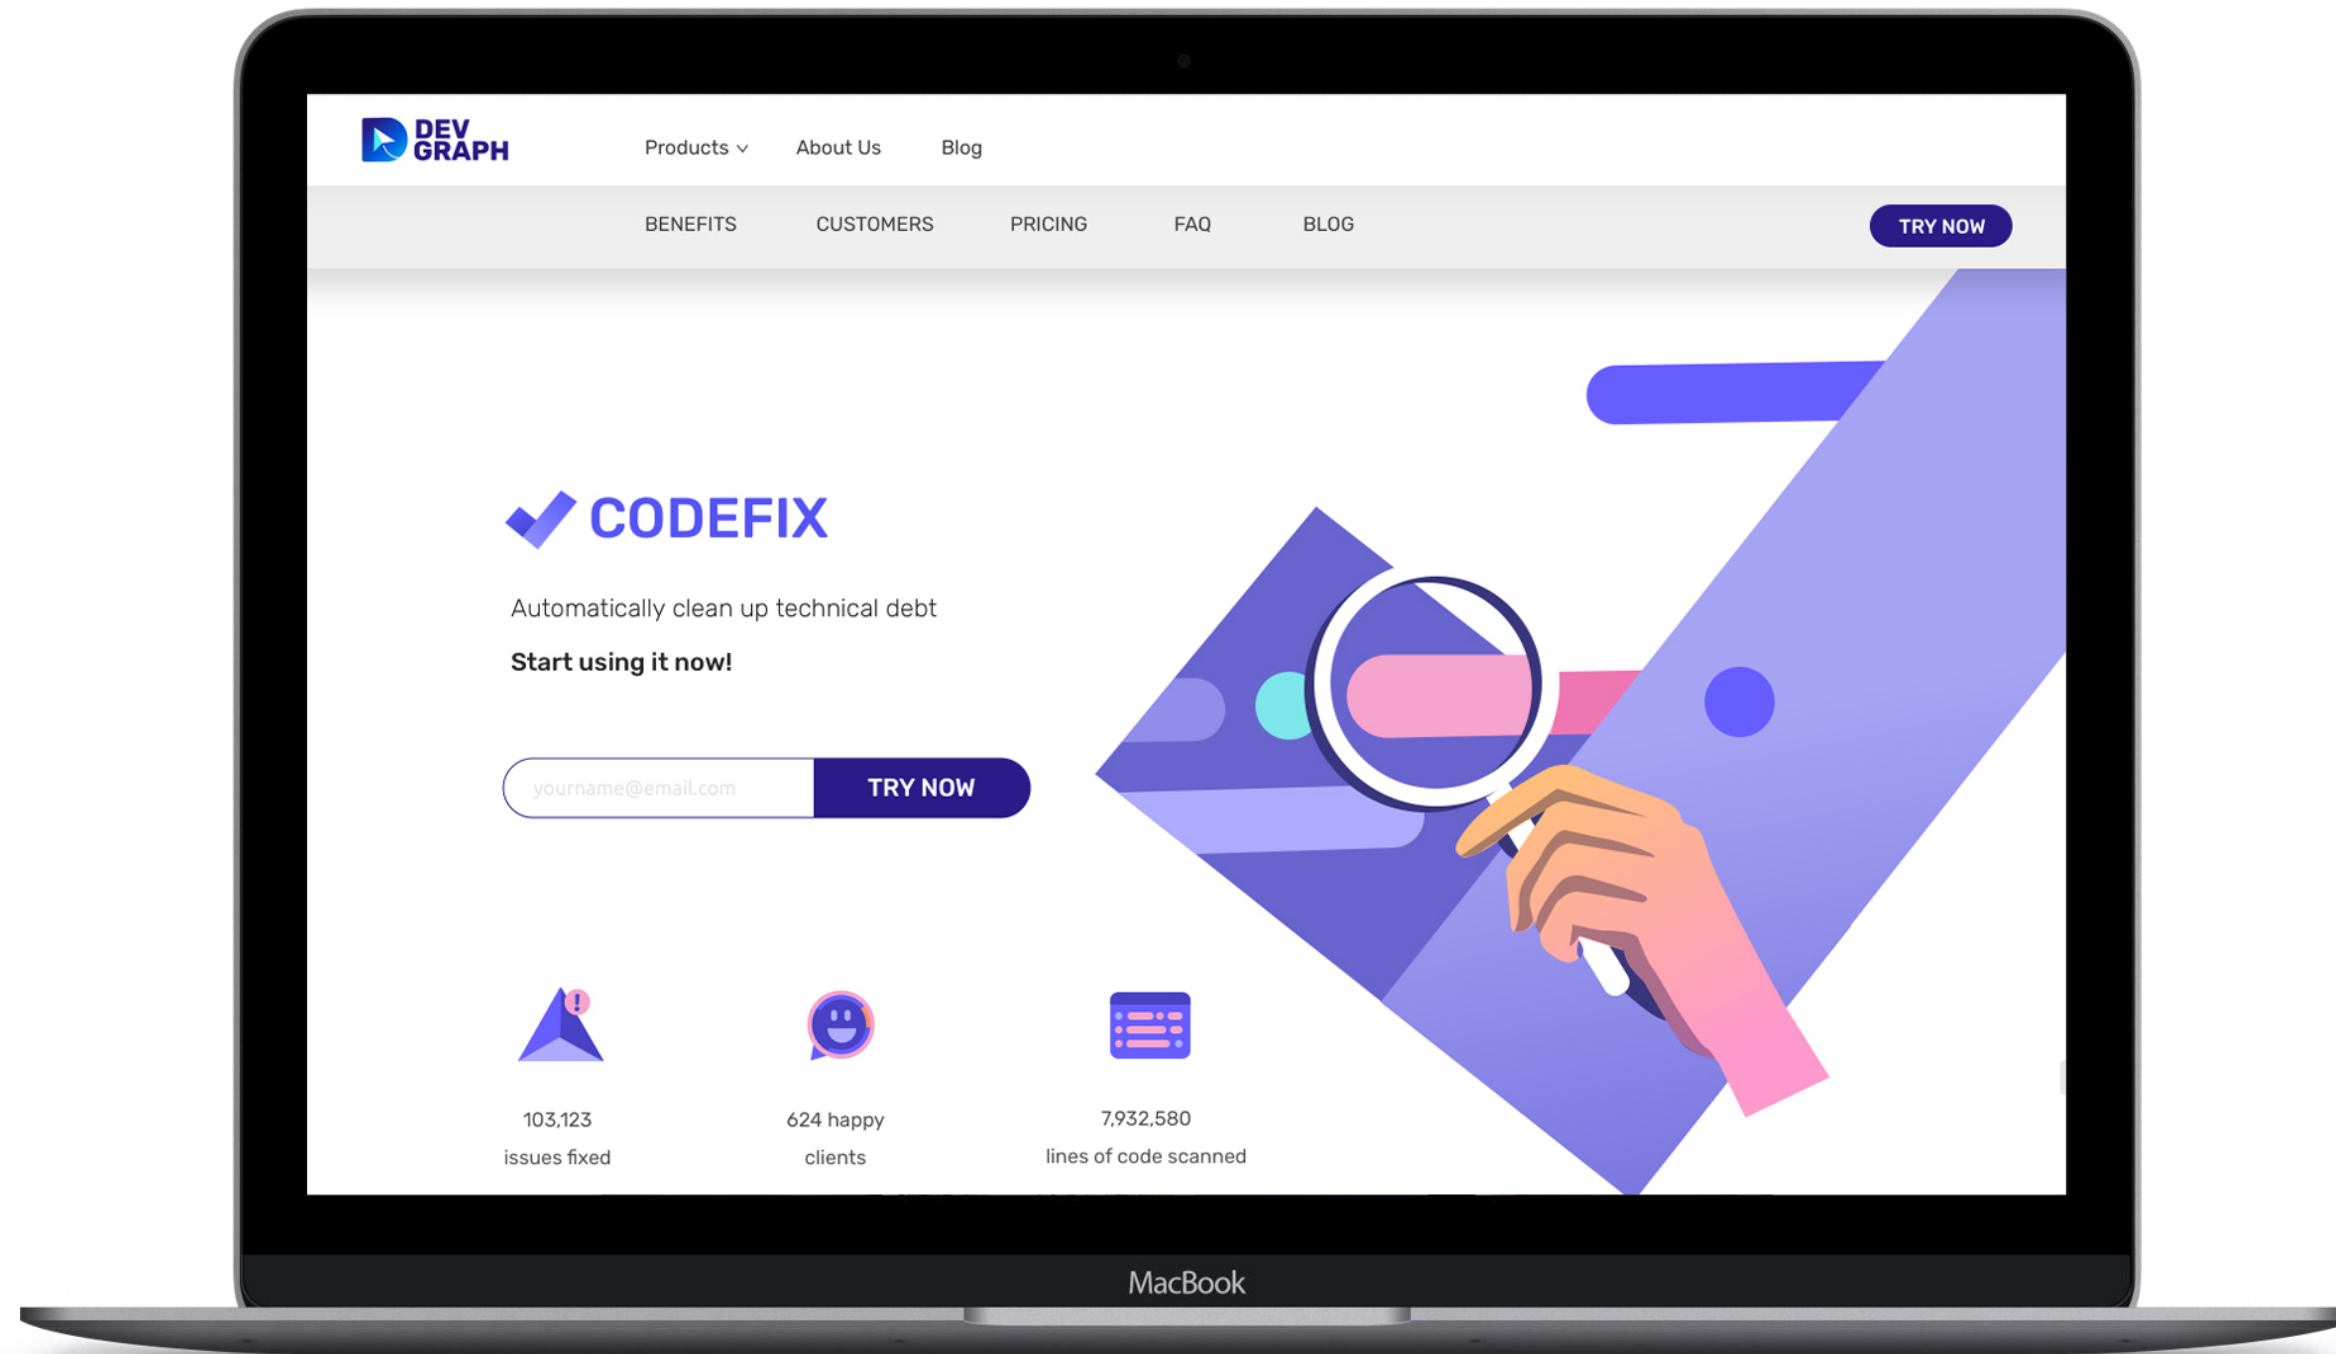 DEV
GRAPH
Products About Us Blog
BENEFITS CUSTOMERS PRICING FAQ BLOG TRY NOW
CODEFIX
Automatically clean up technical debt
Start using it now!
yourname@email.com TRY NOW
!
103,123
issues fixed
624 happy
clients
7,932,580
lines of code scanned
MacBook